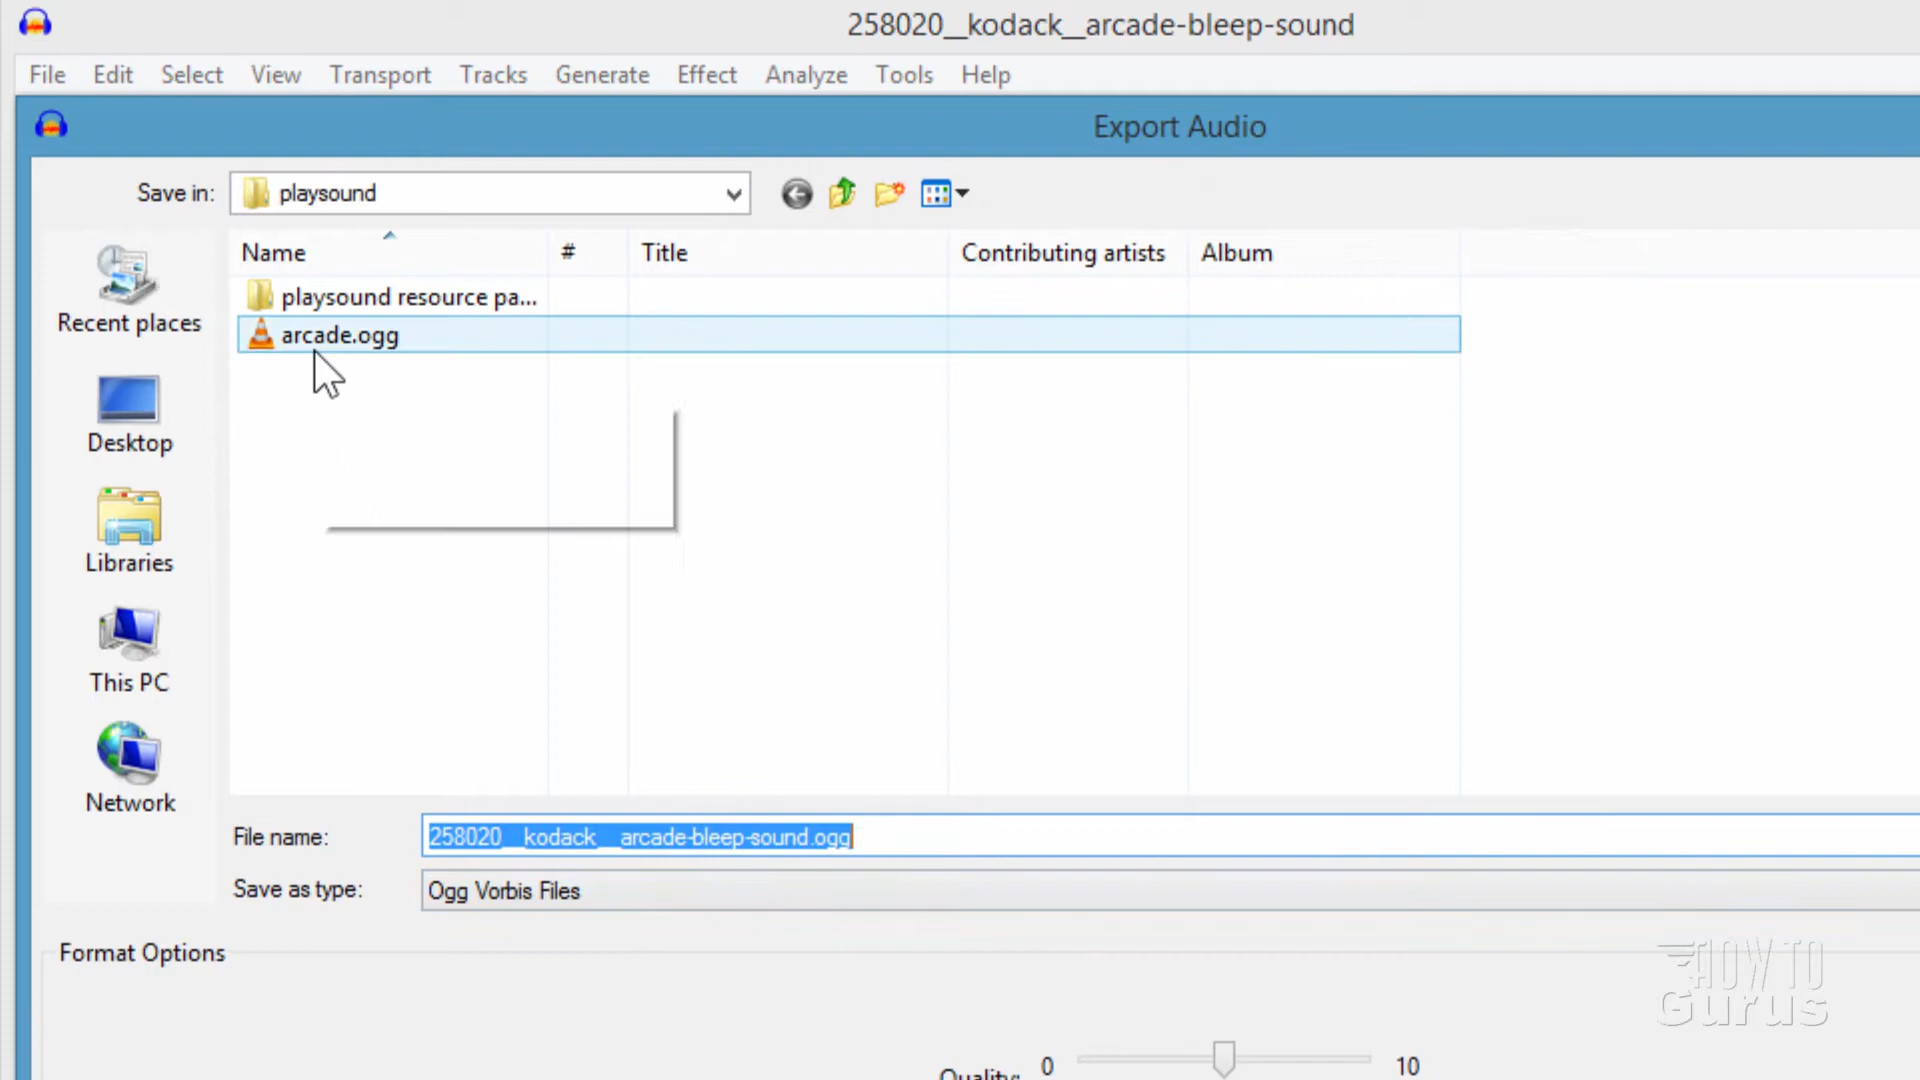 258020__kodack__arcade-bleep-sound
File Edit Select View Transport Tracks Generate Effect Analyze Tools Help
Export Audio
Save in: playsound
Name # Title Contributing artists Album
playsound resource pa...
arcade.ogg
Recent places
Desktop
Libraries
This PC
Network
File name: 258020__kodack__arcade-bleep-sound.ogg
Save as type: Ogg Vorbis Files
Format Options
HOW TO
Gurus
Quality: 0 10